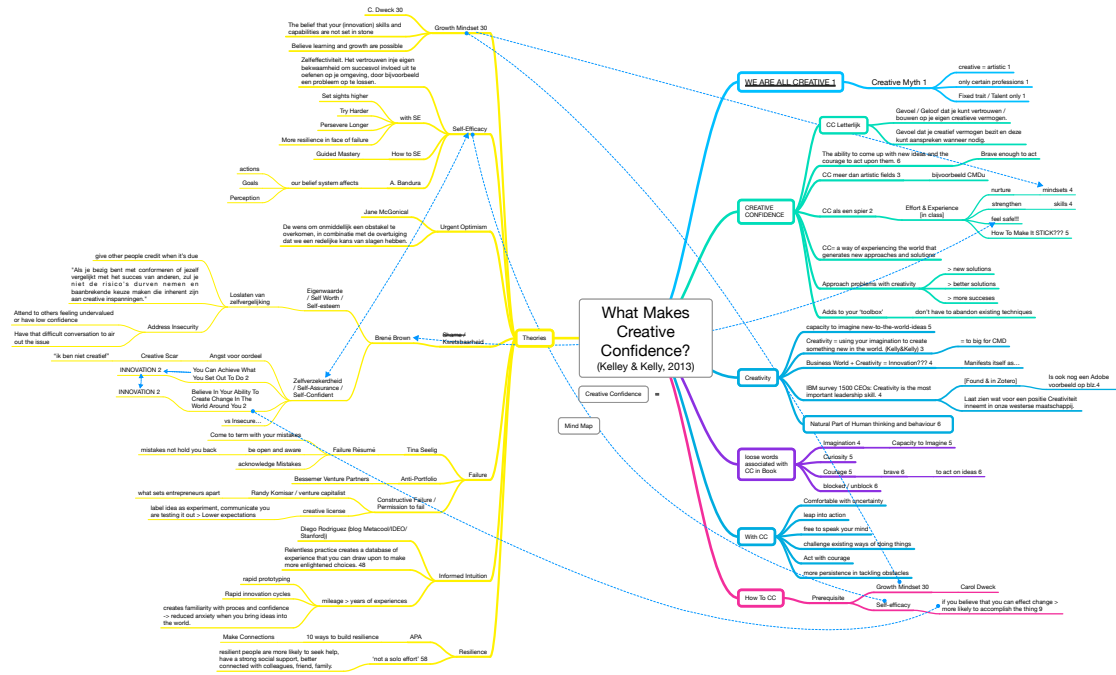 What Makes
Creative
Confidence?
(Kelley & Kelly, 2013)
Creative Confidence
=
Mind Map
WE ARE ALL CREATIVE 1
Creative Myth 1
creative = artistic 1
only certain professions 1
Fixed trait / Talent only 1
CREATIVE
CONFIDENCE
CC Letterlijk
Gevoel / Geloof dat je kunt vertrouwen /
bouwen op je eigen creatieve vermogen.
Gevoel dat je creatief vermogen bezit en deze
kunt aanspreken wanneer nodig.
The ability to come up with new ideas and the
courage to act upon them. 6
Brave enough to act
CC meer dan artistic fields 3
bijvoorbeeld CMDu
CC als een spier 2
Effort & Experience
[in class]
nurture
mindsets 4
strengthen
skills 4
feel safe!!!
How To Make It STICK??? 5
CC= a way of experiencing the world that
generates new approaches and solutions
Approach problems with creativity
> new solutions
> better solutions
> more succeses
Adds to your 'toolbox'
don't have to abandon existing techniques
Creativity
capacity to imagine new-to-the-world-ideas 5
Creativity = using your imagination to create
something new in the world. (Kelly&Kelly) 3
= to big for CMD
Business World + Creativity = Innovation??? 4
Manifests itself as...
IBM survey 1500 CEOs: Creativity is the most
important leadership skill. 4
[Found & in Zotero]
Is ook nog een Adobe
voorbeeld op blz.4
Laat zien wat voor een positie Creativiteit
inneemt in onze westerse maatschappij.
Natural Part of Human thinking and behaviour 6
loose words
associated with
CC in Book
Imagination 4
Capacity to Imagine 5
Curiosity 5
Courage 5
brave 6
to act on ideas 6
blocked / unblock 6
With CC
Comfortable with uncertainty
leap into action
free to speak your mind
challenge existing ways of doing things
Act with courage
more persistence in tackling obstacles
How To CC
Prerequisite
Growth Mindset 30
Carol Dweck
Self-efficacy
if you believe that you can effect change >
more likely to accomplish the thing 9
Theories
Growth Mindset 30
C. Dweck 30
The belief that your (innovation) skills and
capabilities are not set in stone
Believe learning and growth are possible
Self-Efficacy
Zelfeffectiviteit. Het vertrouwen inje eigen
bekwaamheid om succesvol invloed uit te
oefenen op je omgeving, door bijvoorbeeld
een probleem op te lossen.
with SE
Set sights higher
Try Harder
Persevere Longer
More resilience in face of failure
How to SE
Guided Mastery
A. Bandura
our belief system affects
actions
Goals
Perception
Urgent Optimism
Jane McGonical
De wens om onmiddellijk een obstakel te
overkomen, in combinatie met de overtuiging
dat we een redelijke kans van slagen hebben.
Shame /
Kwetsbaarheid
Brené Brown
Eigenwaarde
/ Self Worth /
Self-esteem
Loslaten van
zelfvergelijking
give other people credit when it's due
"Als je bezig bent met conformeren of jezelf
vergelijkt met het succes van anderen, zul je
niet de risico's durven nemen en
baanbrekende keuze maken die inherent zijn
aan creative inspanningen."
Address Insecurity
Attend to others feeling undervalued
or have low confidence
Have that difficult conversation to air
out the issue
Zelfverzekerdheid
/ Self-Assurance /
Self-Confident
Angst voor oordeel
Creative Scar
"ik ben niet creatief"
You Can Achieve What
You Set Out To Do 2
INNOVATION 2
Believe In Your Ability To
Create Change In The
World Around You 2
INNOVATION 2
vs Insecure...
Failure
Tina Seelig
Failure Résumé
Come to term with your mistakes
be open and aware
mistakes not hold you back
acknowledge Mistakes
Anti-Portfolio
Bessemer Venture Partners
Constructive Failure /
Permission to fail
Randy Komisar / venture capitalist
what sets entrepreneurs apart
creative license
label idea as experiment, communicate you
are testing it out > Lower expectations
Informed Intuition
Diego Rodriguez (blog Metacool/IDEO/
Stanford))
Relentless practice creates a database of
experience that you can draw upon to make
more enlightened choices. 48
mileage > years of experiences
rapid prototyping
Rapid innovation cycles
creates familiarity with proces and confidence
-> reduced anxiety when you bring ideas into
the world.
Resilience
APA
10 ways to build resilience
Make Connections
'not a solo effort' 58
resilient people are more likely to seek help,
have a strong social support, better
connected with colleagues, friend, family.